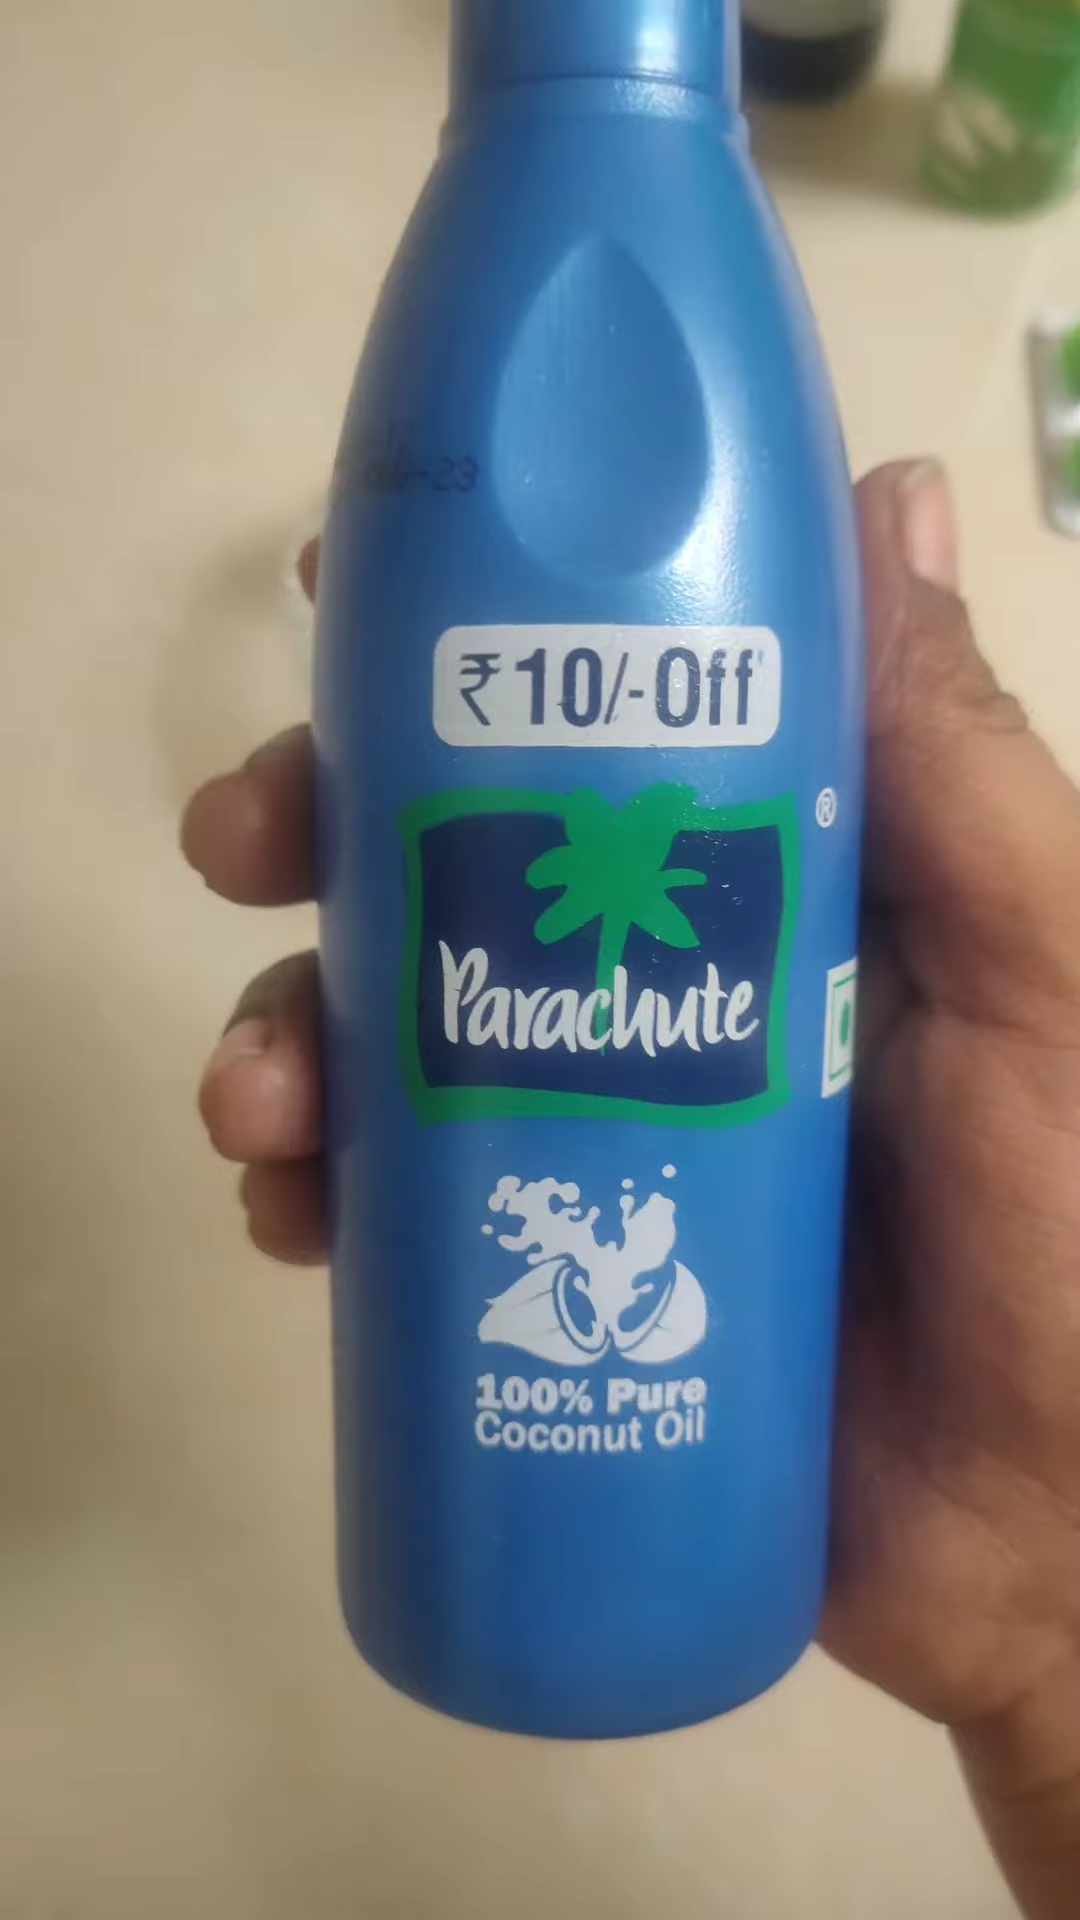 ₹10/-Off
®
Parachute
100% Pure
Coconut Oil